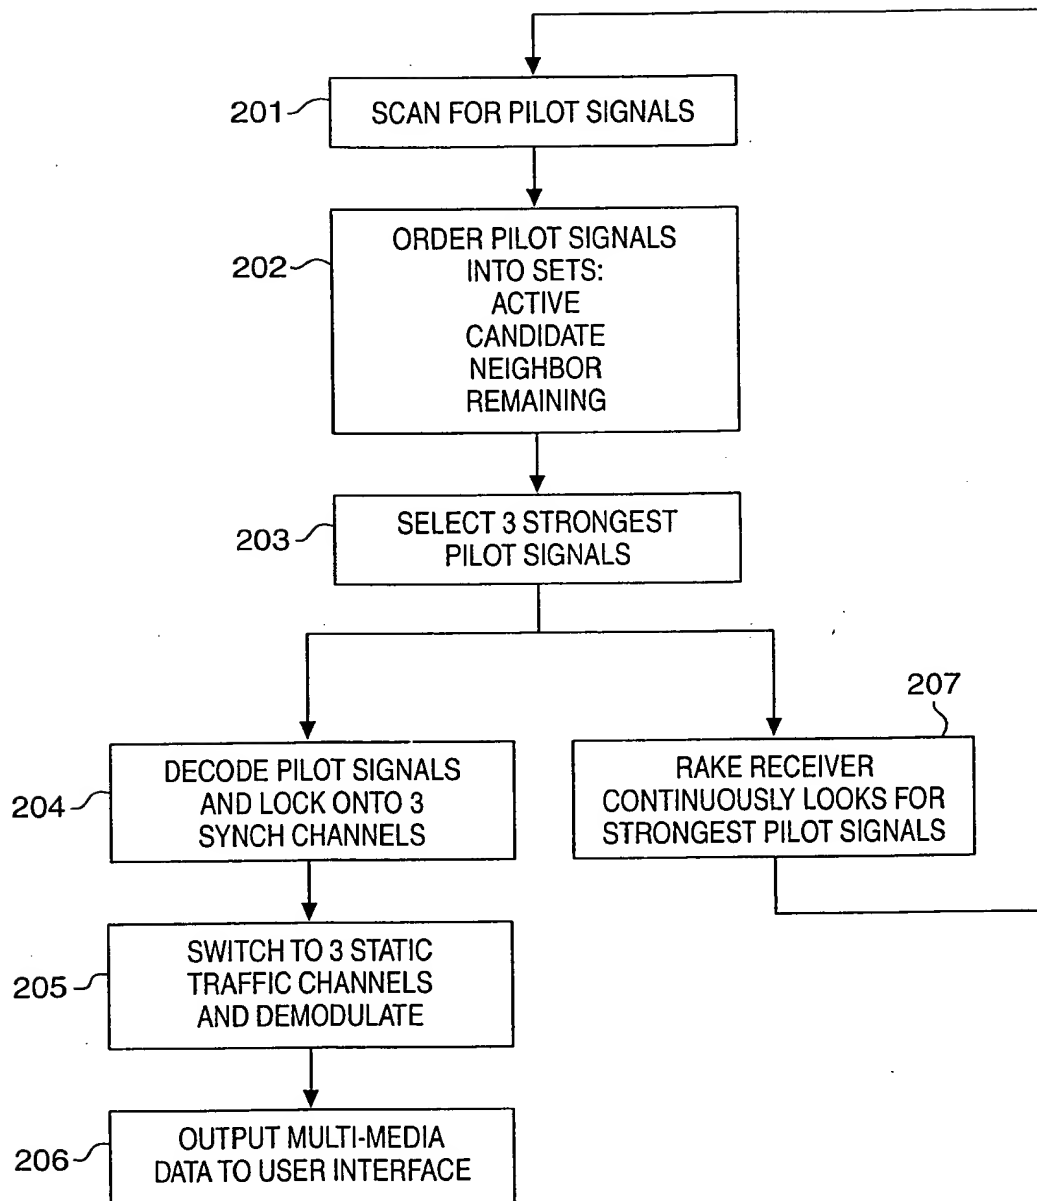 201
SCAN FOR PILOT SIGNALS
202
ORDER PILOT SIGNALS
INTO SETS:
ACTIVE
CANDIDATE
NEIGHBOR
REMAINING
203
SELECT 3 STRONGEST
PILOT SIGNALS
204
DECODE PILOT SIGNALS
AND LOCK ONTO 3
SYNCH CHANNELS
207
RAKE RECEIVER
CONTINUOUSLY LOOKS FOR
STRONGEST PILOT SIGNALS
205
SWITCH TO 3 STATIC
TRAFFIC CHANNELS
AND DEMODULATE
206
OUTPUT MULTI-MEDIA
DATA TO USER INTERFACE